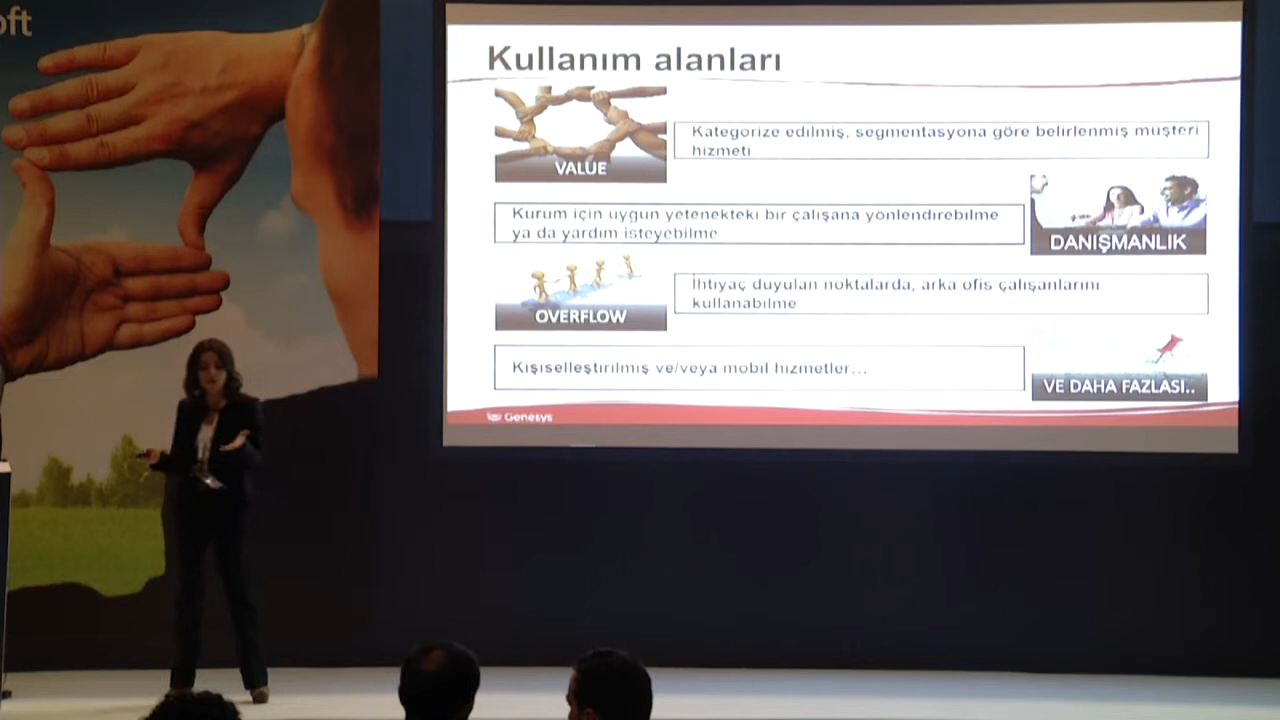 oft
Kullanım alanları
VALUE
Kategorize edilmiş, segmentasyona göre belirlenmiş müşteri
hizmeti
Kurum için uygun yetenekteki bir çalışana yönlendirebilme
ya da yardım isteyebilme
DANIŞMANLIK
OVERFLOW
İhtiyaç duyulan noktalarda, arka ofis çalışanlarını
kullanabilme
Kişiselleştirilmiş ve/veya mobil hizmetler...
VE DAHA FAZLASI..
Genesys